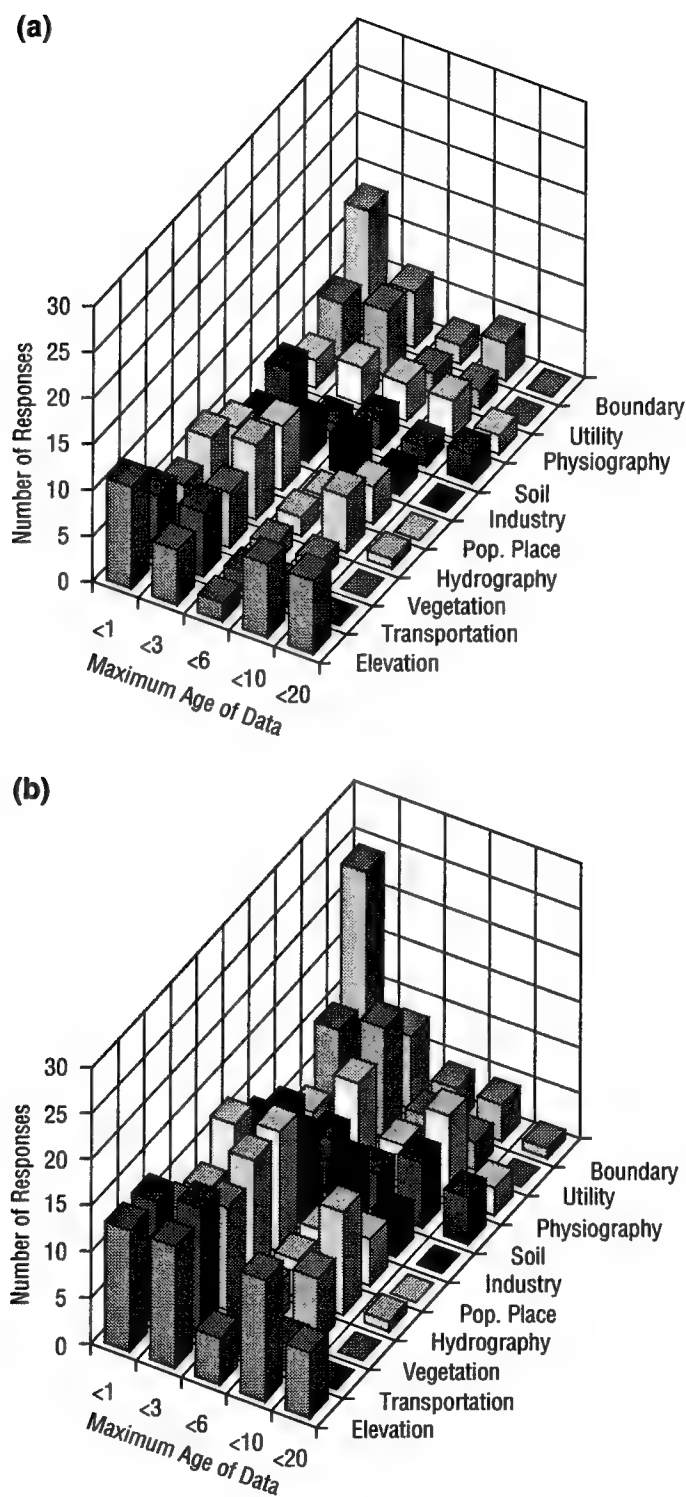 (a)
30
25
20
15
10
5
0
Number of Responses
<1
<3
<6
<10
<20
Maximum Age of Data
Boundary
Utility
Physiography
Soil
Industry
Pop. Place
Hydrography
Vegetation
Transportation
Elevation
(b)
30
25
20
15
10
5
0
Number of Responses
<1
<3
<6
<10
<20
Maximum Age of Data
Boundary
Utility
Physiography
Soil
Industry
Pop. Place
Hydrography
Vegetation
Transportation
Elevation